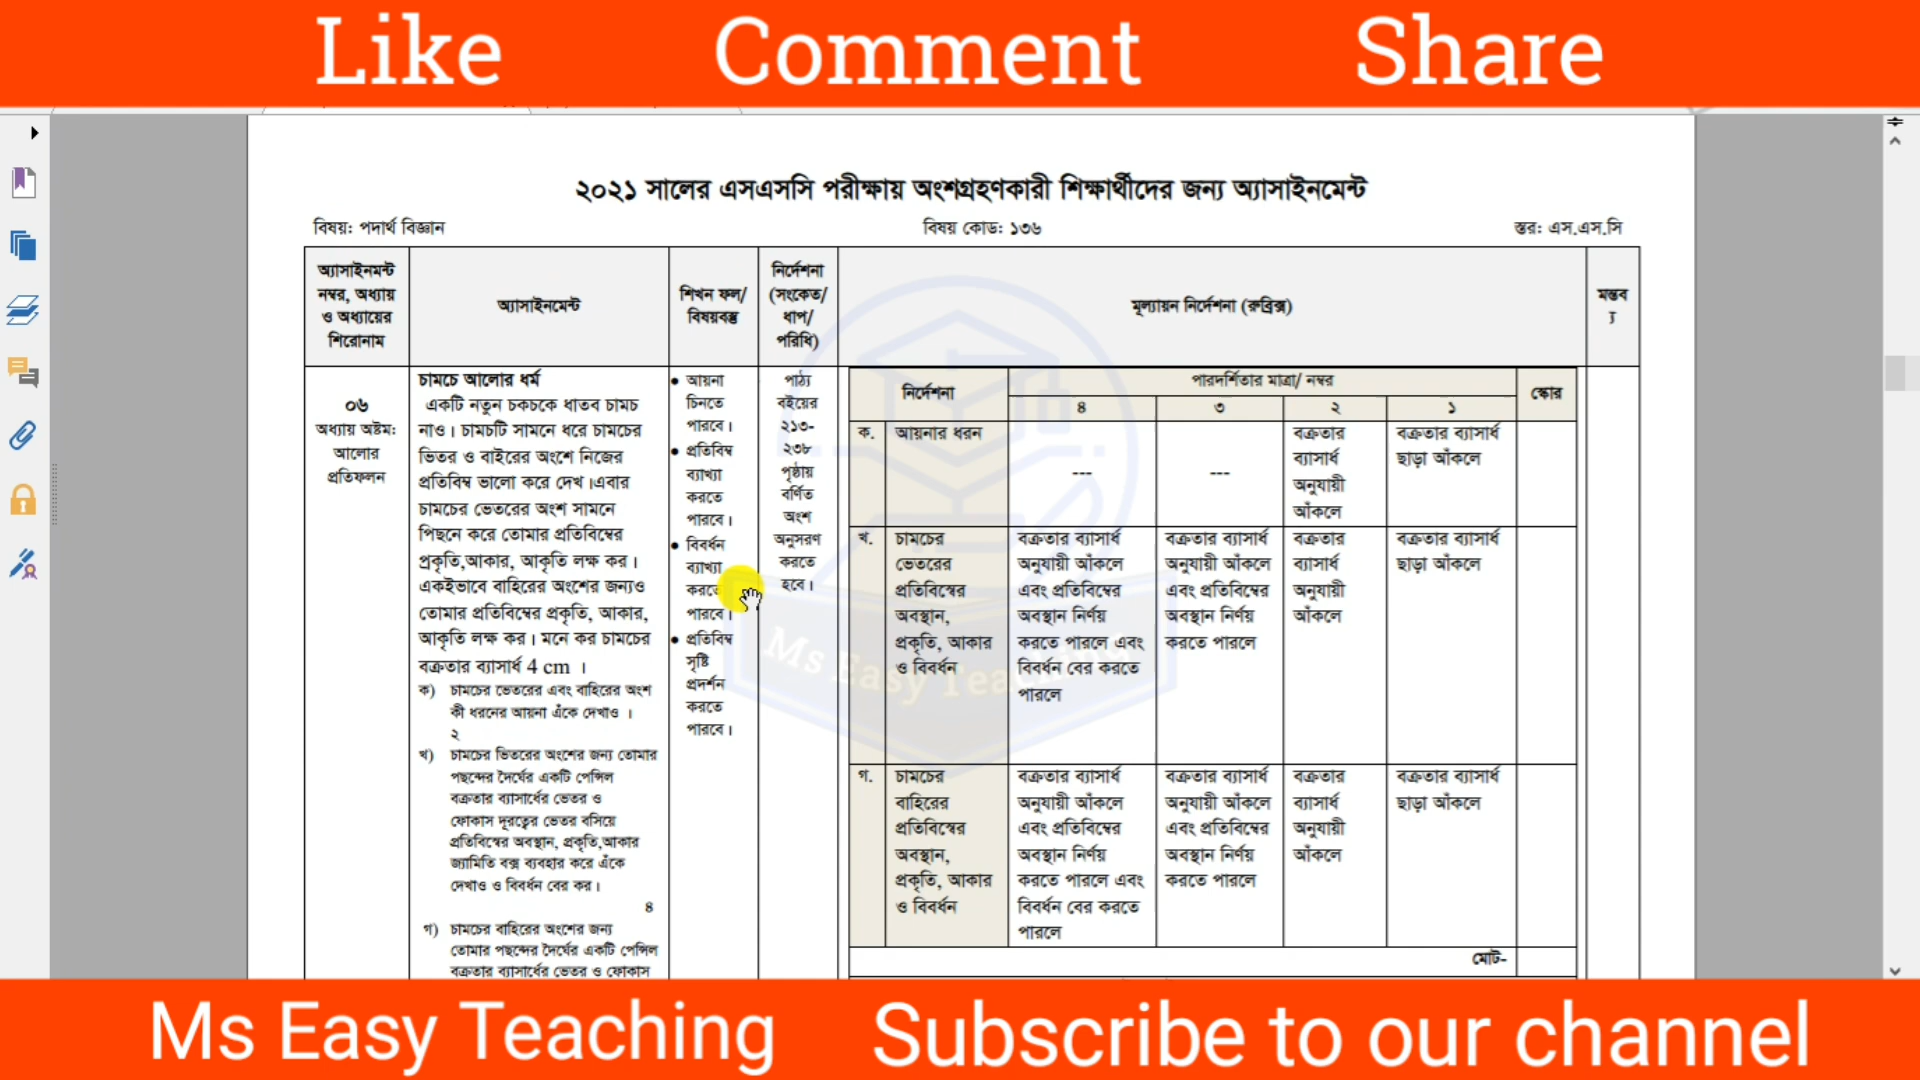 Like Comment Share
২০২১ সালের এসএসসি পরীক্ষায় অংশগ্রহণকারী শিক্ষার্থীদের জন্য অ্যাসাইনমেন্ট
বিষয়: পদার্থ বিজ্ঞান বিষয় কোড: ১৩৬ স্তর: এস.এস.সি
অ্যাসাইনমন্ট
নম্বর, অধ্যায়
ও অধ্যায়ের
শিরোনাম
অ্যাসাইনমেন্ট
শিখন ফল/
বিষয়বস্তু
নির্দেশনা
(সংকেত/
ধাপ/
পরিধি)
মূল্যায়ন নির্দেশনা (রুব্রিক্স)
মন্তব
্য
০৬
অধ্যায় অষ্টম:
আলোর
প্রতিফলন
চামচে আলোর ধর্ম
একটি নতুন চকচকে ধাতব চামচ
নাও। চামচটি সামনে ধরে চামচের
ভিতর ও বাইরের অংশে নিজের
প্রতিবিম্ব ভালো করে দেখ।এবার
চামচের ভেতরের অংশ সামনে
পিছনে করে তোমার প্রতিবিম্বের
প্রকৃতি,আকার, আকৃতি লক্ষ কর।
একইভাবে বাহিরের অংশের জন্যও
তোমার প্রতিবিম্বের প্রকৃতি, আকার,
আকৃতি লক্ষ কর। মনে কর চামচের
বক্রতার ব্যাসার্ধ 4 cm ।
ক) চামচের ভেতরের এবং বাহিরের অংশ
কী ধরনের আয়না এঁকে দেখাও ।
২
খ) চামচের ভিতরের অংশের জন্য তোমার
পছন্দের দৈর্ঘের একটি পেন্সিল
বক্রতার ব্যাসার্ধের ভেতর ও
ফোকাস দূরত্বের ভেতর বসিয়ে
প্রতিবিম্বের অবস্থান, প্রকৃতি,আকার
জ্যামিতি বক্স ব্যবহার করে এঁকে
দেখাও ও বিবর্ধন বের কর।
৪
গ) চামচের বাহিরের অংশের জন্য
তোমার পছন্দের দৈর্ঘের একটি পেন্সিল
বক্রতার ব্যাসার্ধের ভেতর ও ফোকাস
• আয়না
চিনতে
পারবে।
• প্রতিবিম্ব
ব্যাখ্যা
করতে
পারবে।
• বিবর্ধন
ব্যাখ্যা
করতে
পারবে।
• প্রতিবিম্ব
সৃষ্টি
প্রদর্শন
করতে
পারবে।
পাঠ্য
বইয়ের
২১৩-
২৩৮
পৃষ্ঠায়
বর্ণিত
অংশ
অনুসরণ
করতে
হবে।
নির্দেশনা
পারদর্শিতার মাত্রা/ নম্বর
স্কোর
৪ ৩ ২ ১
ক. আয়নার ধরন
---
---
বক্রতার
ব্যাসার্ধ
অনুযায়ী
আঁকলে
বক্রতার ব্যাসার্ধ
ছাড়া আঁকলে
খ. চামচের
ভেতরের
প্রতিবিম্বের
অবস্থান,
প্রকৃতি, আকার
ও বিবর্ধন
বক্রতার ব্যাসার্ধ
অনুযায়ী আঁকলে
এবং প্রতিবিম্বের
অবস্থান নির্ণয়
করতে পারলে এবং
বিবর্ধন বের করতে
পারলে
বক্রতার ব্যাসার্ধ
অনুযায়ী আঁকলে
এবং প্রতিবিম্বের
অবস্থান নির্ণয়
করতে পারলে
বক্রতার
ব্যাসার্ধ
অনুযায়ী
আঁকলে
বক্রতার ব্যাসার্ধ
ছাড়া আঁকলে
গ. চামচের
বাহিরের
প্রতিবিম্বের
অবস্থান,
প্রকৃতি, আকার
ও বিবর্ধন
বক্রতার ব্যাসার্ধ
অনুযায়ী আঁকলে
এবং প্রতিবিম্বের
অবস্থান নির্ণয়
করতে পারলে এবং
বিবর্ধন বের করতে
পারলে
বক্রতার ব্যাসার্ধ
অনুযায়ী আঁকলে
এবং প্রতিবিম্বের
অবস্থান নির্ণয়
করতে পারলে
বক্রতার
ব্যাসার্ধ
অনুযায়ী
আঁকলে
বক্রতার ব্যাসার্ধ
ছাড়া আঁকলে
মোট-
Ms Easy Teaching
Ms Easy Teaching Subscribe to our channel